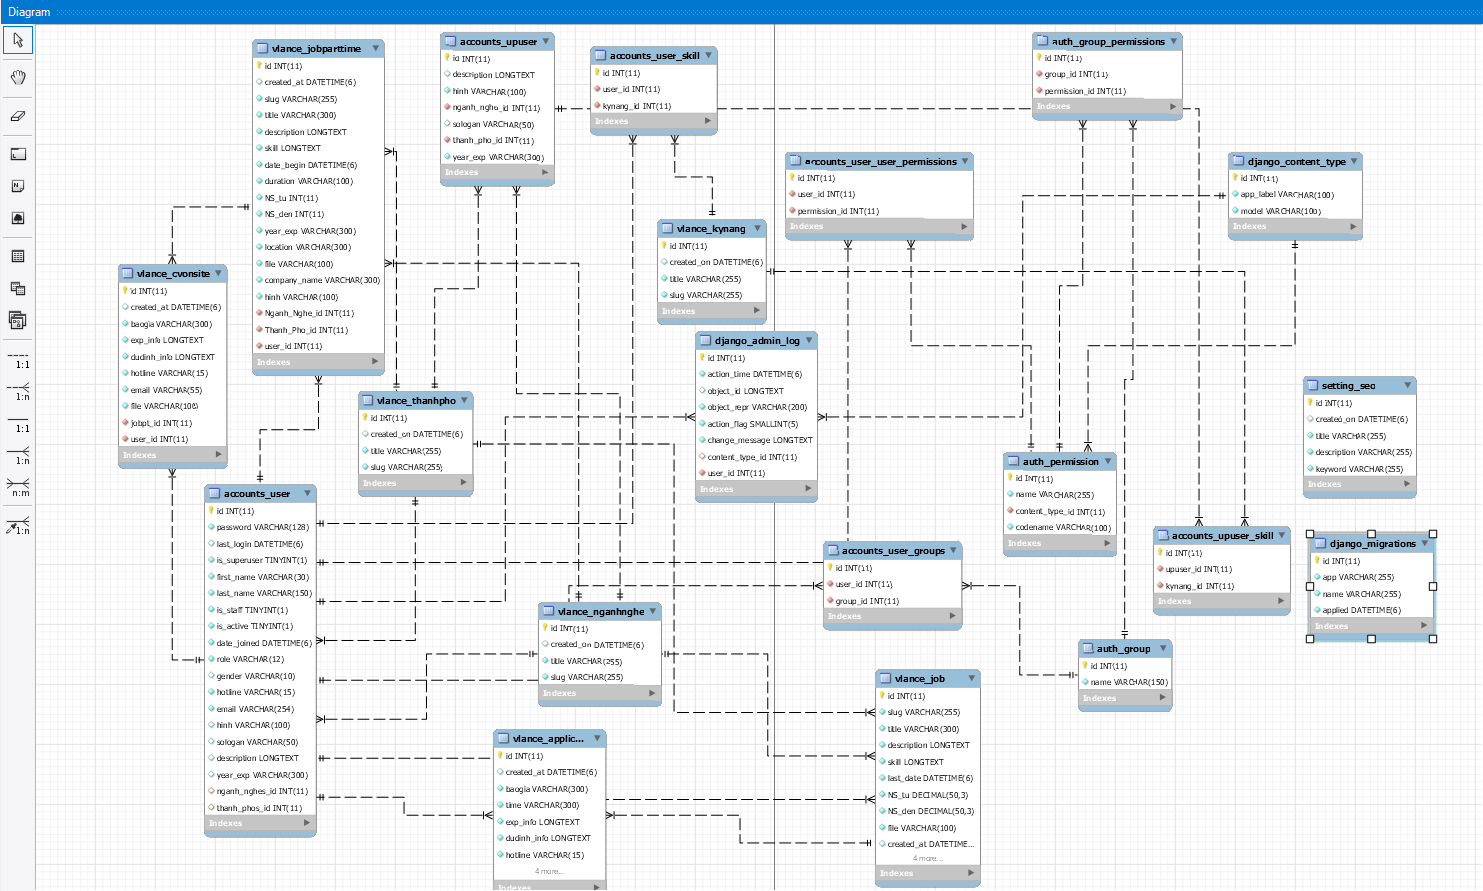 Diagram
vlance_jobparttime
id INT(11)
created_at DATETIME(6)
slug VARCHAR(255)
title VARCHAR(300)
description LONGTEXT
skill LONGTEXT
date_begin DATETIME(6)
duration VARCHAR(100)
NS_tu INT(11)
NS_den INT(11)
year_exp VARCHAR(300)
location VARCHAR(300)
file VARCHAR(100)
company_name VARCHAR(300)
hinh VARCHAR(100)
Nganh_Nghe_id INT(11)
Thanh_Pho_id INT(11)
user_id INT(11)
Indexes
accounts_upuser
id INT(11)
description LONGTEXT
hinh VARCHAR(100)
nganh_nghe_id INT(11)
sologan VARCHAR(50)
thanh_pho_id INT(11)
year_exp VARCHAR(300)
Indexes
accounts_user_skill
id INT(11)
user_id INT(11)
kynang_id INT(11)
Indexes
auth_group_permissions
id INT(11)
group_id INT(11)
permission_id INT(11)
Indexes
accounts_user_user_permissions
id INT(11)
user_id INT(11)
permission_id INT(11)
Indexes
django_content_type
id INT(11)
app_label VARCHAR(100)
model VARCHAR(100)
Indexes
vlance_kynang
id INT(11)
created_on DATETIME(6)
title VARCHAR(255)
slug VARCHAR(255)
Indexes
vlance_cvonsite
id INT(11)
created_at DATETIME(6)
baogia VARCHAR(300)
exp_info LONGTEXT
dudinh_info LONGTEXT
hotline VARCHAR(15)
email VARCHAR(55)
file VARCHAR(100)
jobpt_id INT(11)
user_id INT(11)
Indexes
django_admin_log
id INT(11)
action_time DATETIME(6)
object_id LONGTEXT
object_repr VARCHAR(200)
action_flag SMALLINT(5)
change_message LONGTEXT
content_type_id INT(11)
user_id INT(11)
Indexes
1:1
1:n
1:1
1:n
n:m
1:n
vlance_thanhpho
id INT(11)
created_on DATETIME(6)
title VARCHAR(255)
slug VARCHAR(255)
Indexes
setting_seo
id INT(11)
created_on DATETIME(6)
title VARCHAR(255)
description VARCHAR(255)
keyword VARCHAR(255)
Indexes
auth_permission
id INT(11)
name VARCHAR(255)
content_type_id INT(11)
codename VARCHAR(100)
Indexes
accounts_user
id INT(11)
password VARCHAR(128)
last_login DATETIME(6)
is_superuser TINYINT(1)
first_name VARCHAR(30)
last_name VARCHAR(150)
is_staff TINYINT(1)
is_active TINYINT(1)
date_joined DATETIME(6)
role VARCHAR(12)
gender VARCHAR(10)
hotline VARCHAR(15)
email VARCHAR(254)
hinh VARCHAR(100)
sologan VARCHAR(50)
description LONGTEXT
year_exp VARCHAR(300)
nganh_nghes_id INT(11)
thanh_phos_id INT(11)
Indexes
accounts_upuser_skill
id INT(11)
upuser_id INT(11)
kynang_id INT(11)
Indexes
django_migrations
id INT(11)
app VARCHAR(255)
name VARCHAR(255)
applied DATETIME(6)
Indexes
accounts_user_groups
id INT(11)
user_id INT(11)
group_id INT(11)
Indexes
vlance_nganhnghe
id INT(11)
created_on DATETIME(6)
title VARCHAR(255)
slug VARCHAR(255)
Indexes
auth_group
id INT(11)
name VARCHAR(150)
Indexes
vlance_job
id INT(11)
slug VARCHAR(255)
title VARCHAR(300)
description LONGTEXT
skill LONGTEXT
last_date DATETIME(6)
NS_tu DECIMAL(50,3)
NS_den DECIMAL(50,3)
file VARCHAR(100)
created_at DATETIME...
4 more...
Indexes
vlance_applic...
id INT(11)
created_at DATETIME(6)
baogia VARCHAR(300)
time VARCHAR(300)
exp_info LONGTEXT
dudinh_info LONGTEXT
hotline VARCHAR(15)
4 more...
Indexes